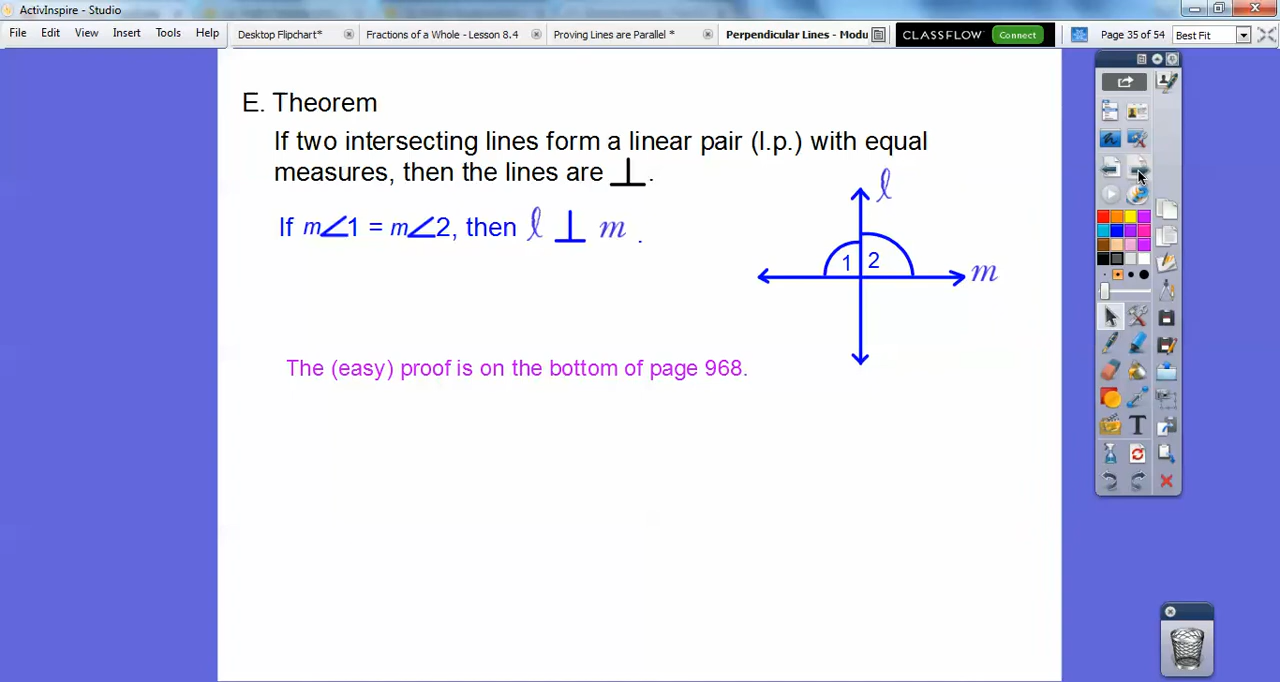 ActivInspire - Studio
File Edit View Insert Tools Help
Desktop Flipchart*
Fractions of a Whole - Lesson 8.4
Proving Lines are Parallel *
Perpendicular Lines - Modu
CLASSFLOW Connect
Page 35 of 54
Best Fit
E. Theorem
If two intersecting lines form a linear pair (l.p.) with equal
measures, then the lines are ⊥.
If m∠1 = m∠2, then ℓ ⊥ m.
ℓ
1 2
m
The (easy) proof is on the bottom of page 968.
T